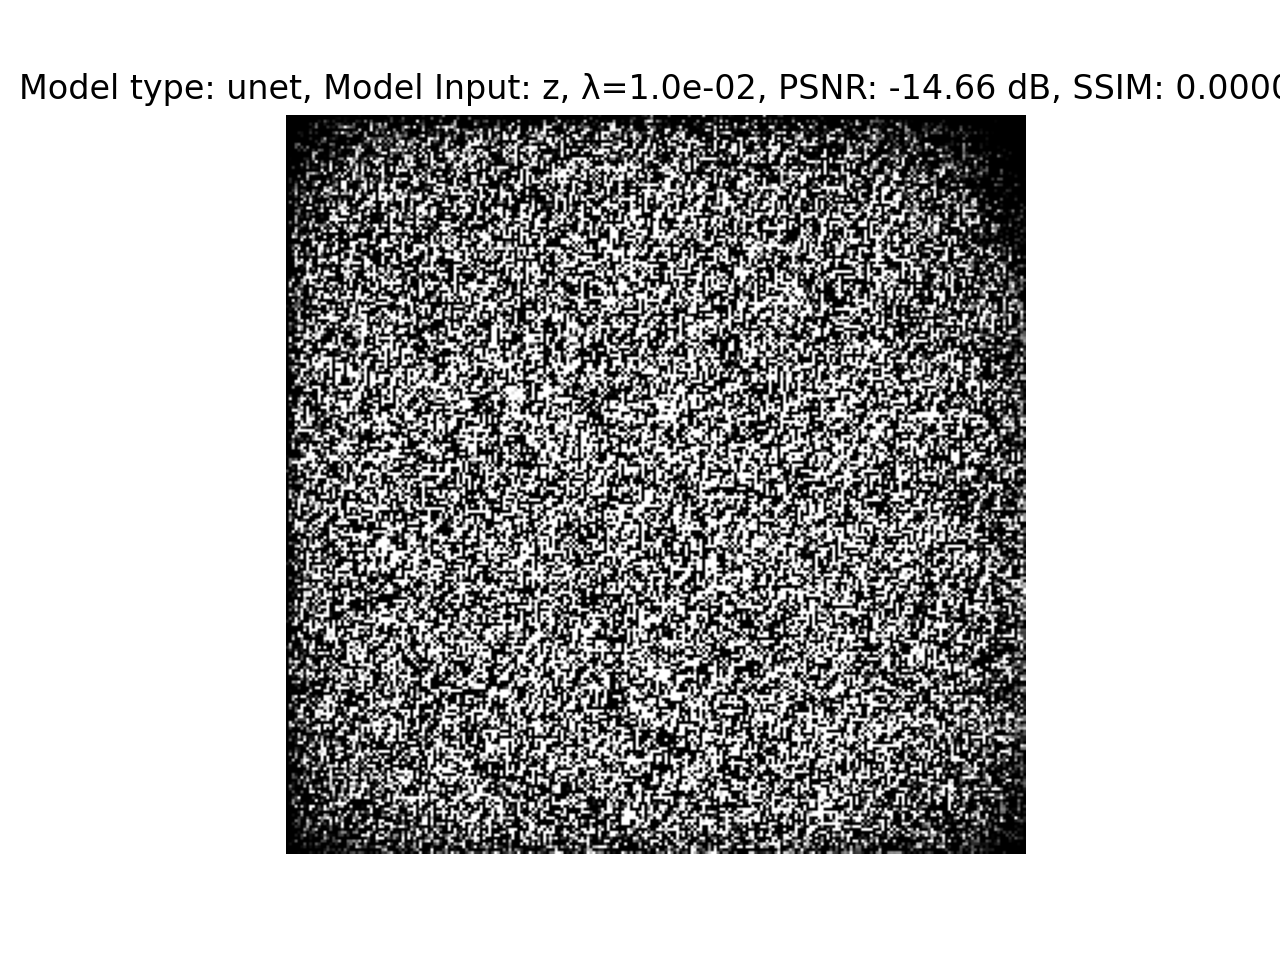 Model type: unet, Model Input: z, λ=1.0e-02, PSNR: -14.66 dB, SSIM: 0.0000